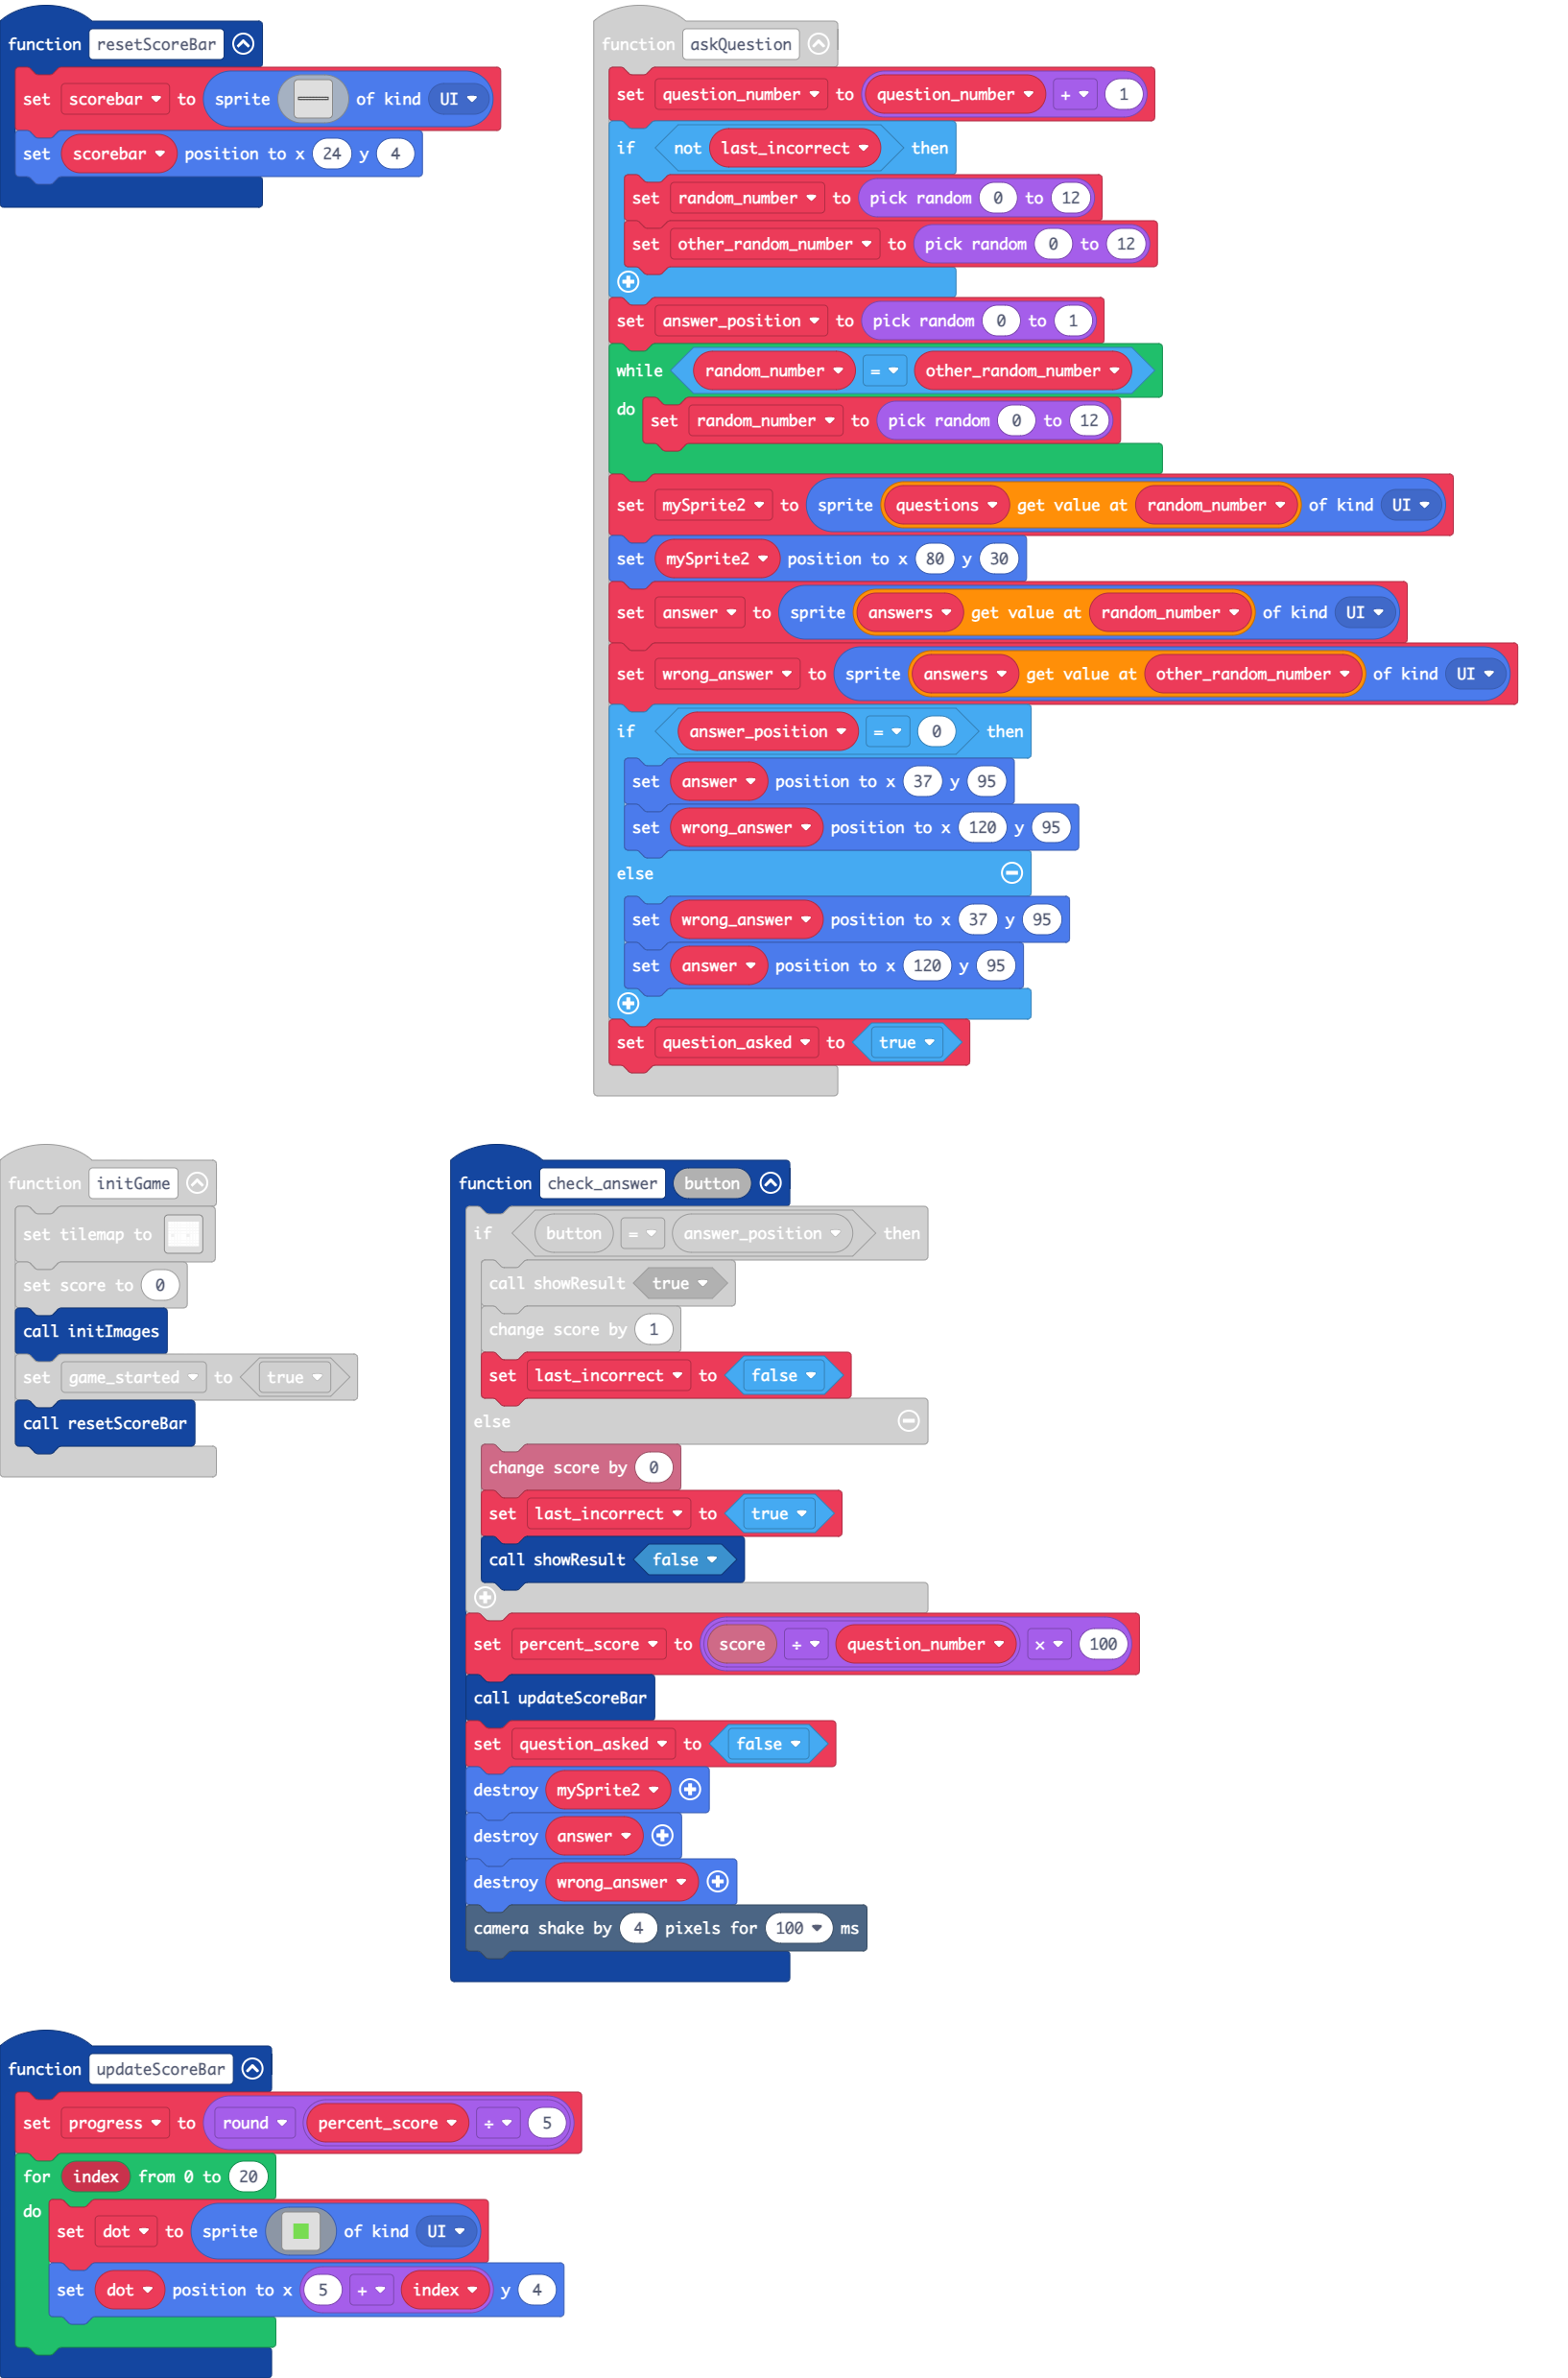 function resetScoreBar
set scorebar to sprite of kind UI
set scorebar position to x 24 y 4
function askQuestion
set question_number to question_number + 1
if not last_incorrect then
set random_number to pick random 0 to 12
set other_random_number to pick random 0 to 12
set answer_position to pick random 0 to 1
while random_number = other_random_number
do set random_number to pick random 0 to 12
set mySprite2 to sprite questions get value at random_number of kind UI
set mySprite2 position to x 80 y 30
set answer to sprite answers get value at random_number of kind UI
set wrong_answer to sprite answers get value at other_random_number of kind UI
if answer_position = 0 then
set answer position to x 37 y 95
set wrong_answer position to x 120 y 95
else
set wrong_answer position to x 37 y 95
set answer position to x 120 y 95
set question_asked to true
function initGame
set tilemap to
set score to 0
call initImages
set game_started to true
call resetScoreBar
function check_answer button
if button = answer_position then
call showResult true
change score by 1
set last_incorrect to false
else
change score by 0
set last_incorrect to true
call showResult false
set percent_score to score ÷ question_number × 100
call updateScoreBar
set question_asked to false
destroy mySprite2
destroy answer
destroy wrong_answer
camera shake by 4 pixels for 100 ms
function updateScoreBar
set progress to round percent_score ÷ 5
for index from 0 to 20
do
set dot to sprite of kind UI
set dot position to x 5 + index y 4